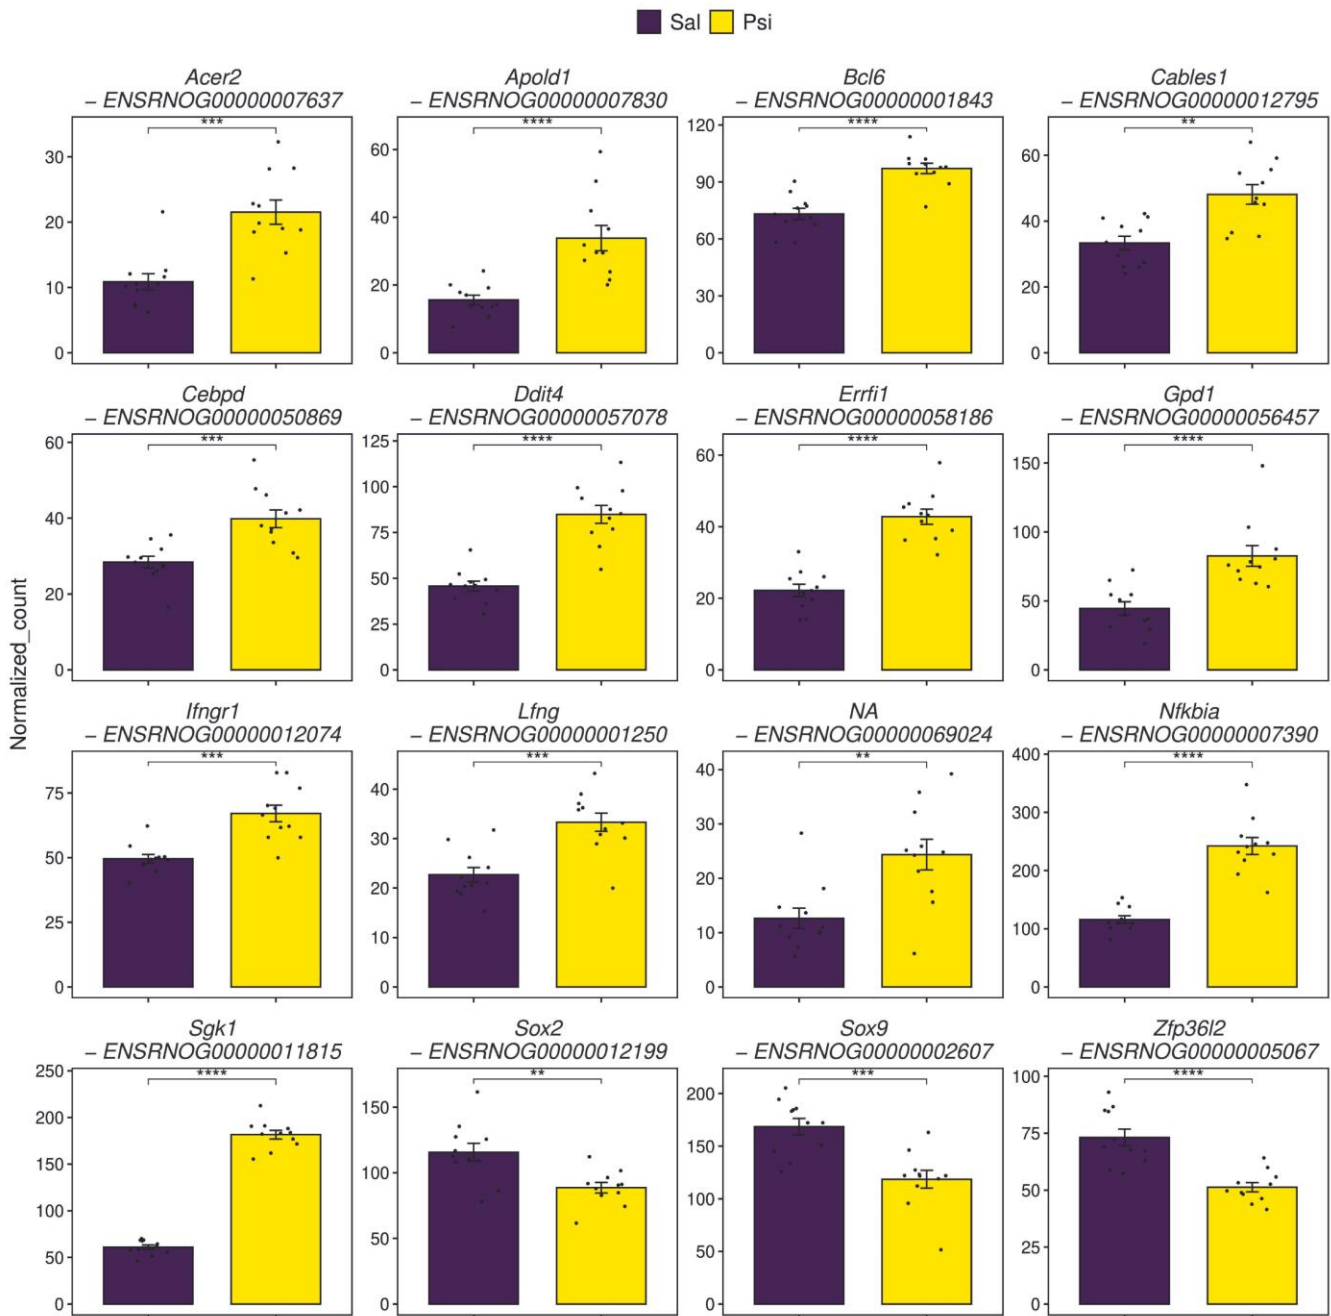 Sal Psi
Acer2
– ENSRNOG00000007637
Apold1
– ENSRNOG00000007830
Bcl6
– ENSRNOG00000001843
Cables1
– ENSRNOG00000012795
***
****
****
**
30
20
10
0
60
40
20
0
120
90
60
30
0
60
40
20
0
Cebpd
– ENSRNOG00000050869
Ddit4
– ENSRNOG00000057078
Errfi1
– ENSRNOG00000058186
Gpd1
– ENSRNOG00000056457
***
****
****
****
60
40
20
0
125
100
75
50
25
0
60
40
20
0
150
100
50
0
Normalized_count
Ifngr1
– ENSRNOG00000012074
Lfng
– ENSRNOG00000001250
NA
– ENSRNOG00000069024
Nfkbia
– ENSRNOG00000007390
***
***
**
****
75
50
25
0
40
30
20
10
0
40
30
20
10
0
400
300
200
100
0
Sgk1
– ENSRNOG00000011815
Sox2
– ENSRNOG00000012199
Sox9
– ENSRNOG00000002607
Zfp36l2
– ENSRNOG00000005067
****
**
***
****
250
200
150
100
50
0
150
100
50
0
200
150
100
50
0
100
75
50
25
0